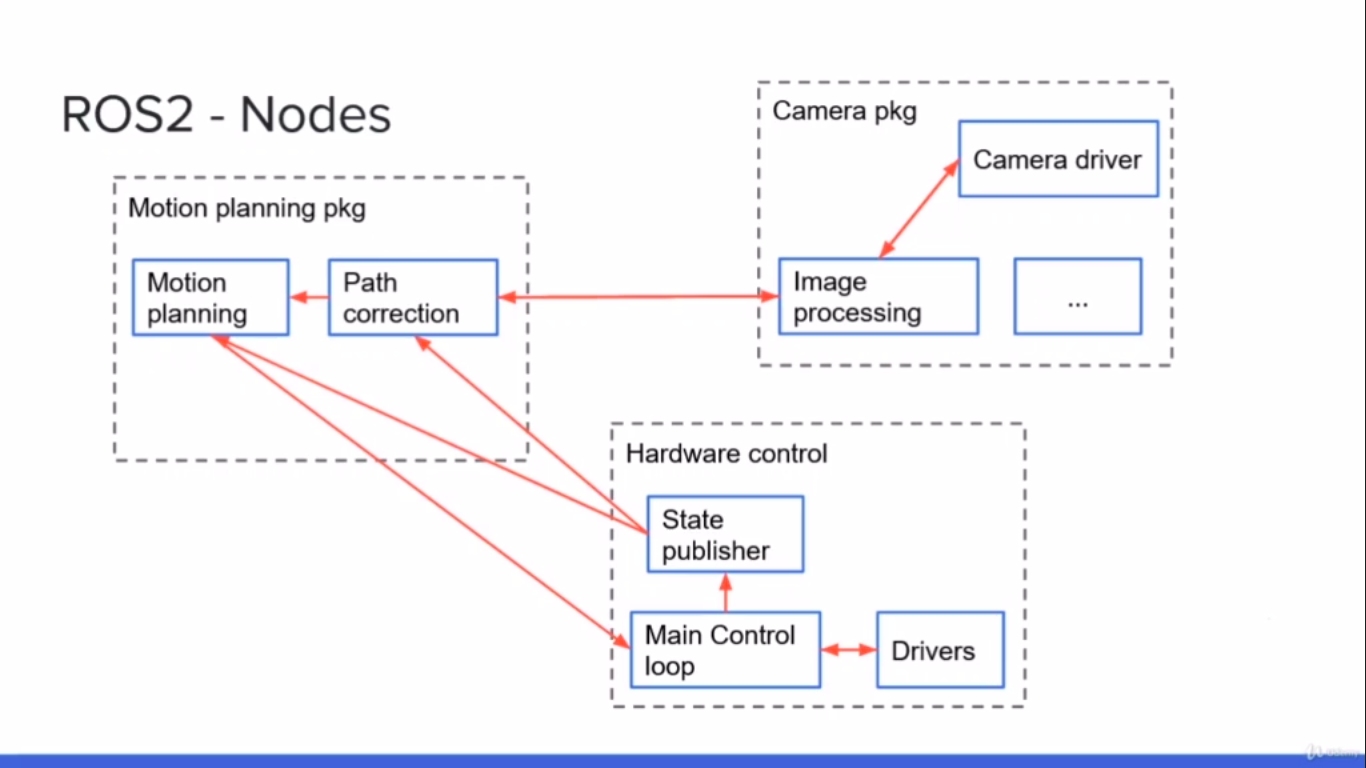 ROS2 - Nodes
Camera pkg
Camera driver
Motion planning pkg
Motion
planning
Path
correction
Image
processing
...
Hardware control
State
publisher
Main Control
loop
Drivers